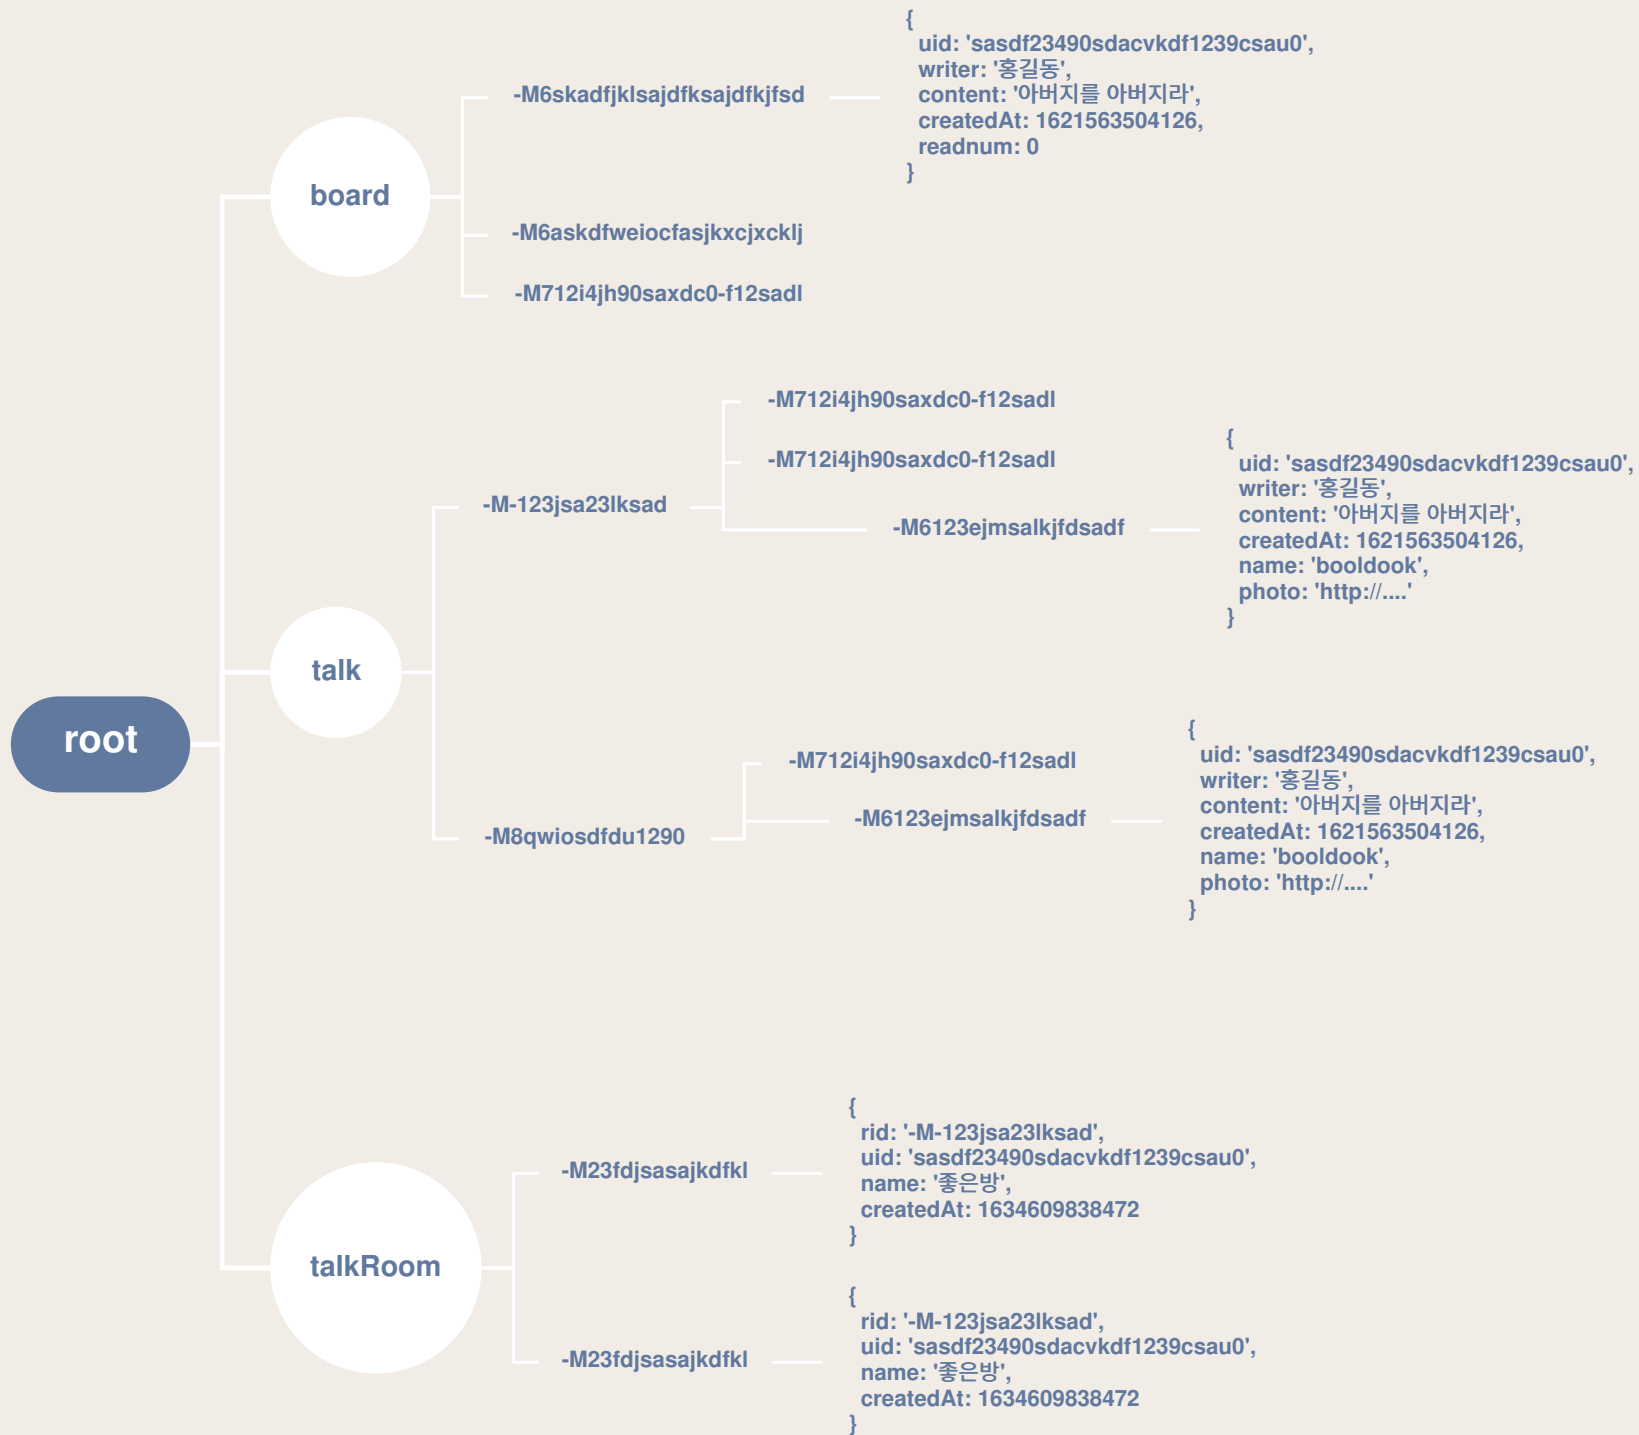 {
uid: 'sasdf23490sdacvkdf1239csau0',
writer: '홍길동',
content: '아버지를 아버지라',
createdAt: 1621563504126,
readnum: 0
}
-M6skadfjklsajdfksajdfkjfsd
board
-M6askdfweiocfasjkxcjxcklj
-M712i4jh90saxdc0-f12sadl
-M712i4jh90saxdc0-f12sadl
-M712i4jh90saxdc0-f12sadl
-M-123jsa23lksad
-M6123ejmsalkjfdsadf
{
uid: 'sasdf23490sdacvkdf1239csau0',
writer: '홍길동',
content: '아버지를 아버지라',
createdAt: 1621563504126,
name: 'booldook',
photo: 'http://....'
}
talk
root
-M712i4jh90saxdc0-f12sadl
-M6123ejmsalkjfdsadf
-M8qwiosdfdu1290
{
uid: 'sasdf23490sdacvkdf1239csau0',
writer: '홍길동',
content: '아버지를 아버지라',
createdAt: 1621563504126,
name: 'booldook',
photo: 'http://....'
}
{
rid: '-M-123jsa23lksad',
uid: 'sasdf23490sdacvkdf1239csau0',
name: '좋은방',
createdAt: 1634609838472
}
-M23fdjsasajkdfkl
talkRoom
-M23fdjsasajkdfkl
{
rid: '-M-123jsa23lksad',
uid: 'sasdf23490sdacvkdf1239csau0',
name: '좋은방',
createdAt: 1634609838472
}